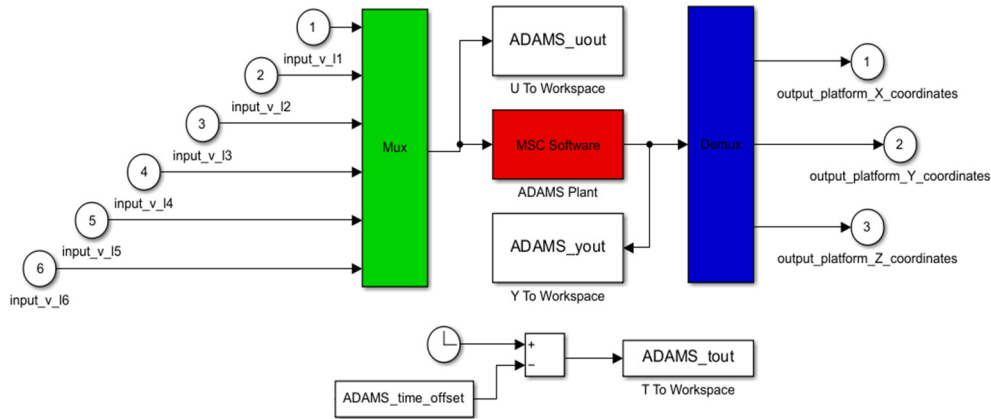 1
input_v_l1
2
input_v_l2
3
input_v_l3
4
input_v_l4
5
input_v_l5
6
input_v_l6
Mux
ADAMS_uout
U To Workspace
MSC Software
ADAMS Plant
ADAMS_yout
Y To Workspace
Demux
1
output_platform_X_coordinates
2
output_platform_Y_coordinates
3
output_platform_Z_coordinates
ADAMS_time_offset
+
−
ADAMS_tout
T To Workspace